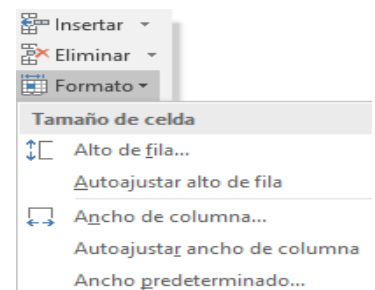 Insertar
Eliminar
Formato
Tamaño de celda
Alto de fila...
Autoajustar alto de fila
Ancho de columna...
Autoajustar ancho de columna
Ancho predeterminado...